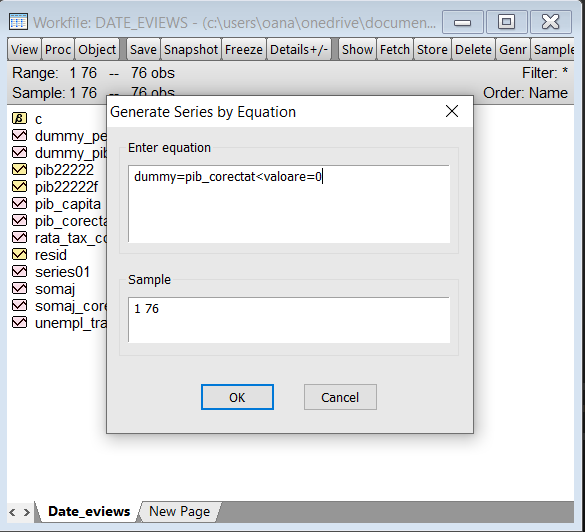 Workfile: DATE_EVIEWS - (c:\users\oana\onedrive\documen...
View Proc Object Save Snapshot Freeze Details+/- Show Fetch Store Delete Genr Sample
Range: 1 76 -- 76 obs Filter: *
Sample: 1 76 -- 76 obs Order: Name
Generate Series by Equation
Enter equation
dummy=pib_corectat<valoare=0
Sample
1 76
OK Cancel
β c
dummy_pe
dummy_pib
pib22222
pib22222f
pib_capita
pib_corecta
rata_tax_co
resid
series01
somaj
somaj_core
unempl_tra
Date_eviews New Page